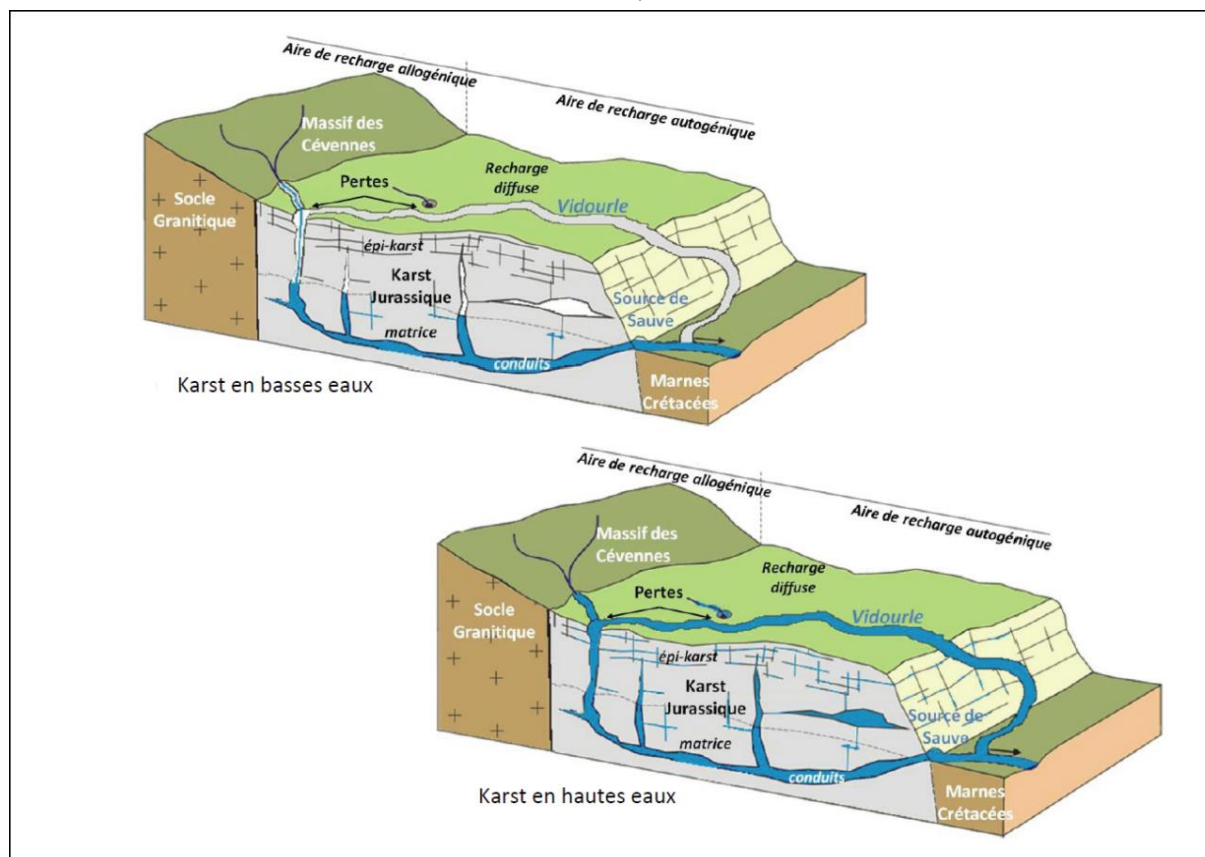 Aire de recharge allogénique
Aire de recharge autogénique
Massif des
Cévennes
Recharge
diffuse
Pertes
Vidourle
Socle
Granitique
épi-karst
Karst
Jurassique
Source de
Sauve
matrice
conduits
Marnes
Crétacées
Karst en basses eaux
Aire de recharge allogénique
Aire de recharge autogénique
Massif des
Cévennes
Recharge
diffuse
Pertes
Vidourle
Socle
Granitique
épi-karst
Karst
Jurassique
Source de
Sauve
matrice
conduits
Marnes
Crétacées
Karst en hautes eaux